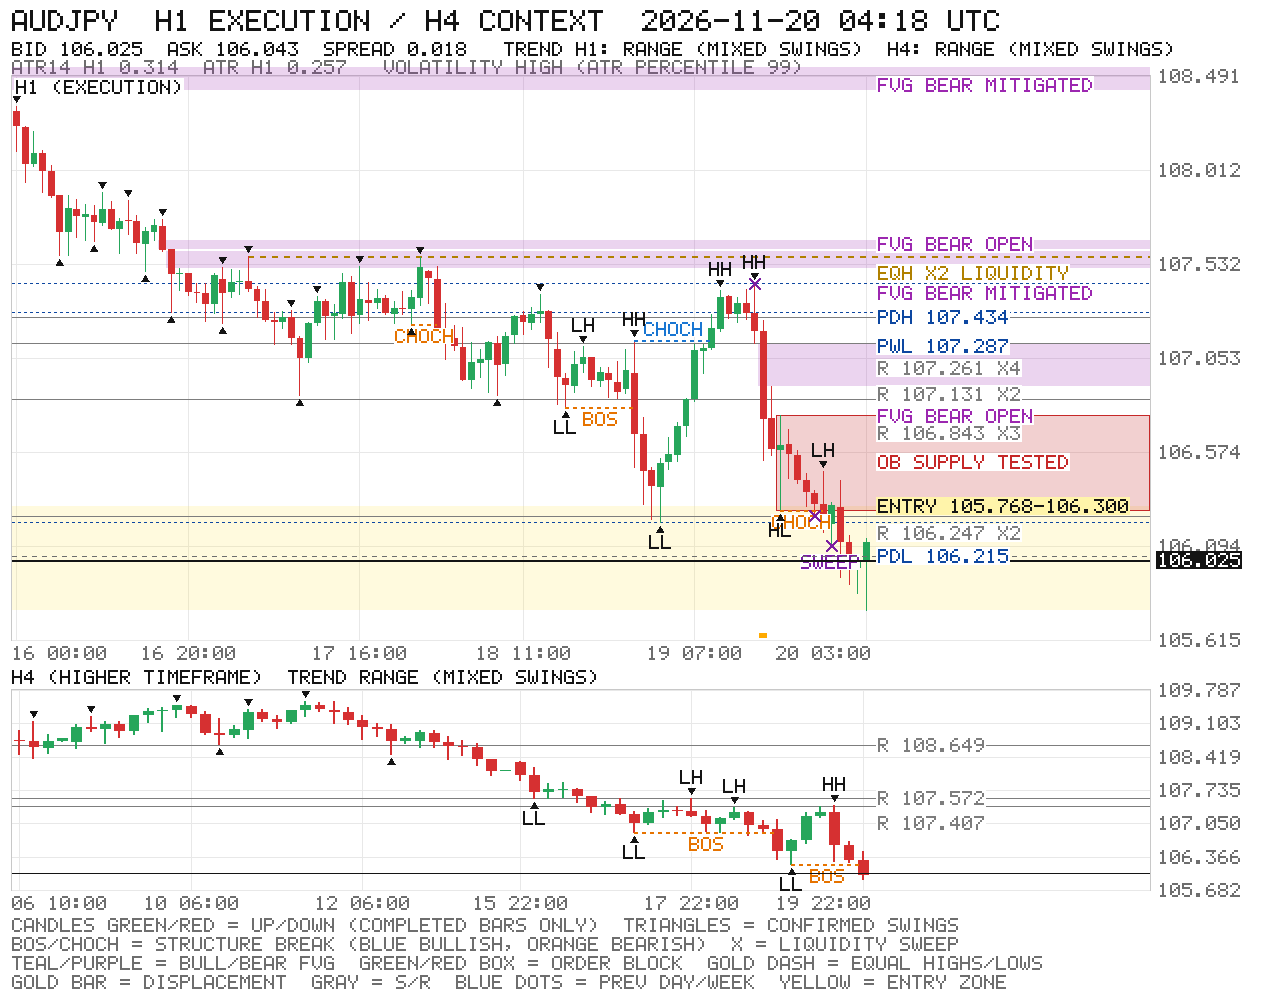 AUDJPY  H1 EXECUTION / H4 CONTEXT  2026-11-20 04:18 UTC
BID 106.025  ASK 106.043  SPREAD 0.018  TREND H1: RANGE (MIXED SWINGS)  H4: RANGE (MIXED SWINGS)
ATR14 H1 0.314  ATR H1 0.257  VOLATILITY HIGH (ATR PERCENTILE 99)
108.491
H1 (EXECUTION)
FVG BEAR MITIGATED
108.012
FVG BEAR OPEN
107.532
HH HH
EQH X2 LIQUIDITY
FVG BEAR MITIGATED
PDH 107.434
LH HH CHOCH
CHOCH
PWL 107.287
107.053
R 107.261 X4
R 107.131 X2
FVG BEAR OPEN
LL BOS
R 106.843 X3
LH
106.574
OB SUPPLY TESTED
ENTRY 105.768-106.300
HL CHOCH
R 106.247 X2
LL
106.094
SWEEP
PDL 106.215
106.025
105.615
16 00:00  16 20:00  17 16:00  18 11:00  19 07:00  20 03:00
H4 (HIGHER TIMEFRAME)  TREND RANGE (MIXED SWINGS)
109.787
109.103
R 108.649
108.419
LH LH HH
107.735
R 107.572
LL
R 107.407
107.050
BOS
LL
106.366
BOS
LL
105.682
06 10:00  10 06:00  12 06:00  15 22:00  17 22:00  19 22:00
CANDLES GREEN/RED = UP/DOWN (COMPLETED BARS ONLY)  TRIANGLES = CONFIRMED SWINGS
BOS/CHOCH = STRUCTURE BREAK (BLUE BULLISH, ORANGE BEARISH)  X = LIQUIDITY SWEEP
TEAL/PURPLE = BULL/BEAR FVG  GREEN/RED BOX = ORDER BLOCK  GOLD DASH = EQUAL HIGHS/LOWS
GOLD BAR = DISPLACEMENT  GRAY = S/R  BLUE DOTS = PREV DAY/WEEK  YELLOW = ENTRY ZONE